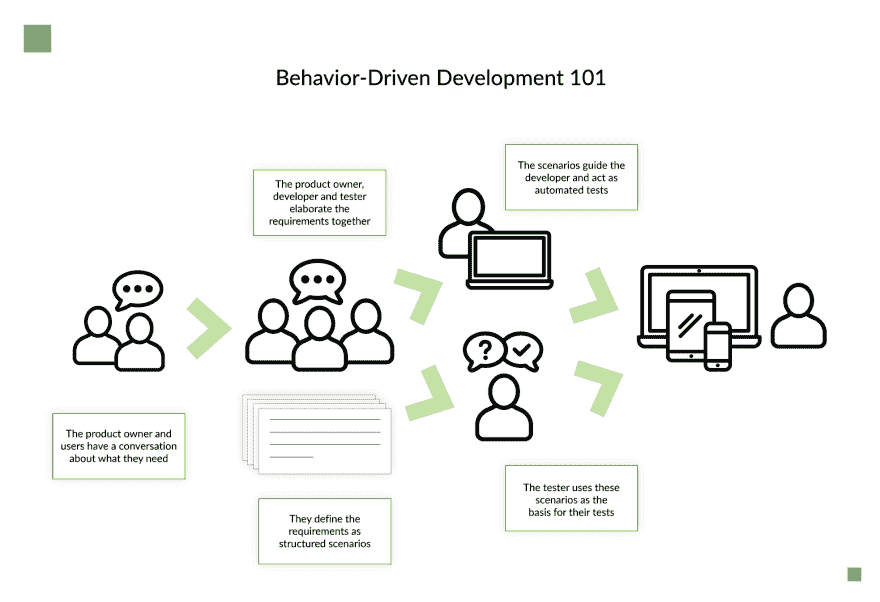 Behavior-Driven Development 101
The product owner and
users have a conversation
about what they need
The product owner,
developer and tester
elaborate the
requirements together
They define the
requirements as
structured scenarios
The scenarios guide the
developer and act as
automated tests
?
The tester uses these
scenarios as the
basis for their tests